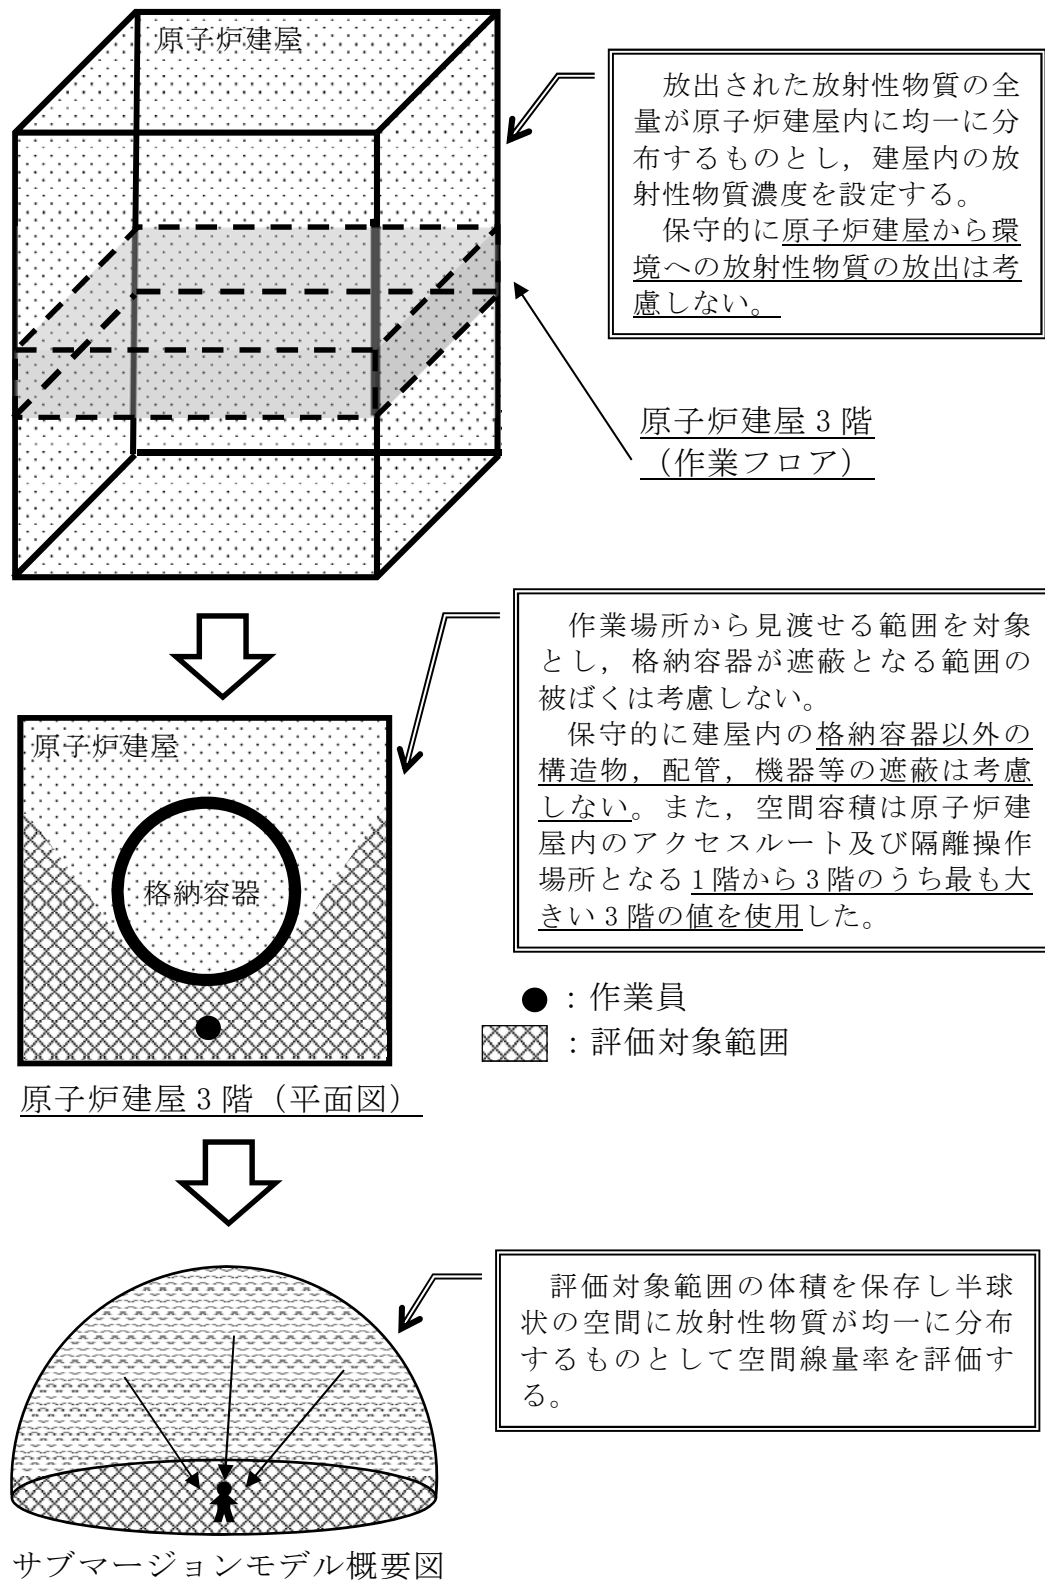 原子炉建屋
放出された放射性物質の全
量が原子炉建屋内に均一に分
布するものとし，建屋内の放
射性物質濃度を設定する。
保守的に原子炉建屋から環
境への放射性物質の放出は考
慮しない。
原子炉建屋３階
（作業フロア）
作業場所から見渡せる範囲を対象
とし，格納容器が遮蔽となる範囲の
被ばくは考慮しない。
保守的に建屋内の格納容器以外の
構造物，配管，機器等の遮蔽は考慮
しない。また，空間容積は原子炉建
屋内のアクセスルート及び隔離操作
場所となる１階から３階のうち最も大
きい３階の値を使用した。
原子炉建屋
格納容器
：作業員
：評価対象範囲
原子炉建屋３階（平面図）
評価対象範囲の体積を保存し半球
状の空間に放射性物質が均一に分布
するものとして空間線量率を評価す
る。
サブマージョンモデル概要図